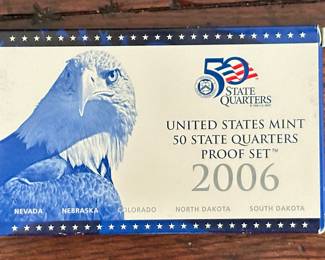 50
STATE
QUARTERS
UNITED STATES MINT
50 STATE QUARTERS
PROOF SET™
2006
NEVADA NEBRASKA COLORADO NORTH DAKOTA SOUTH DAKOTA